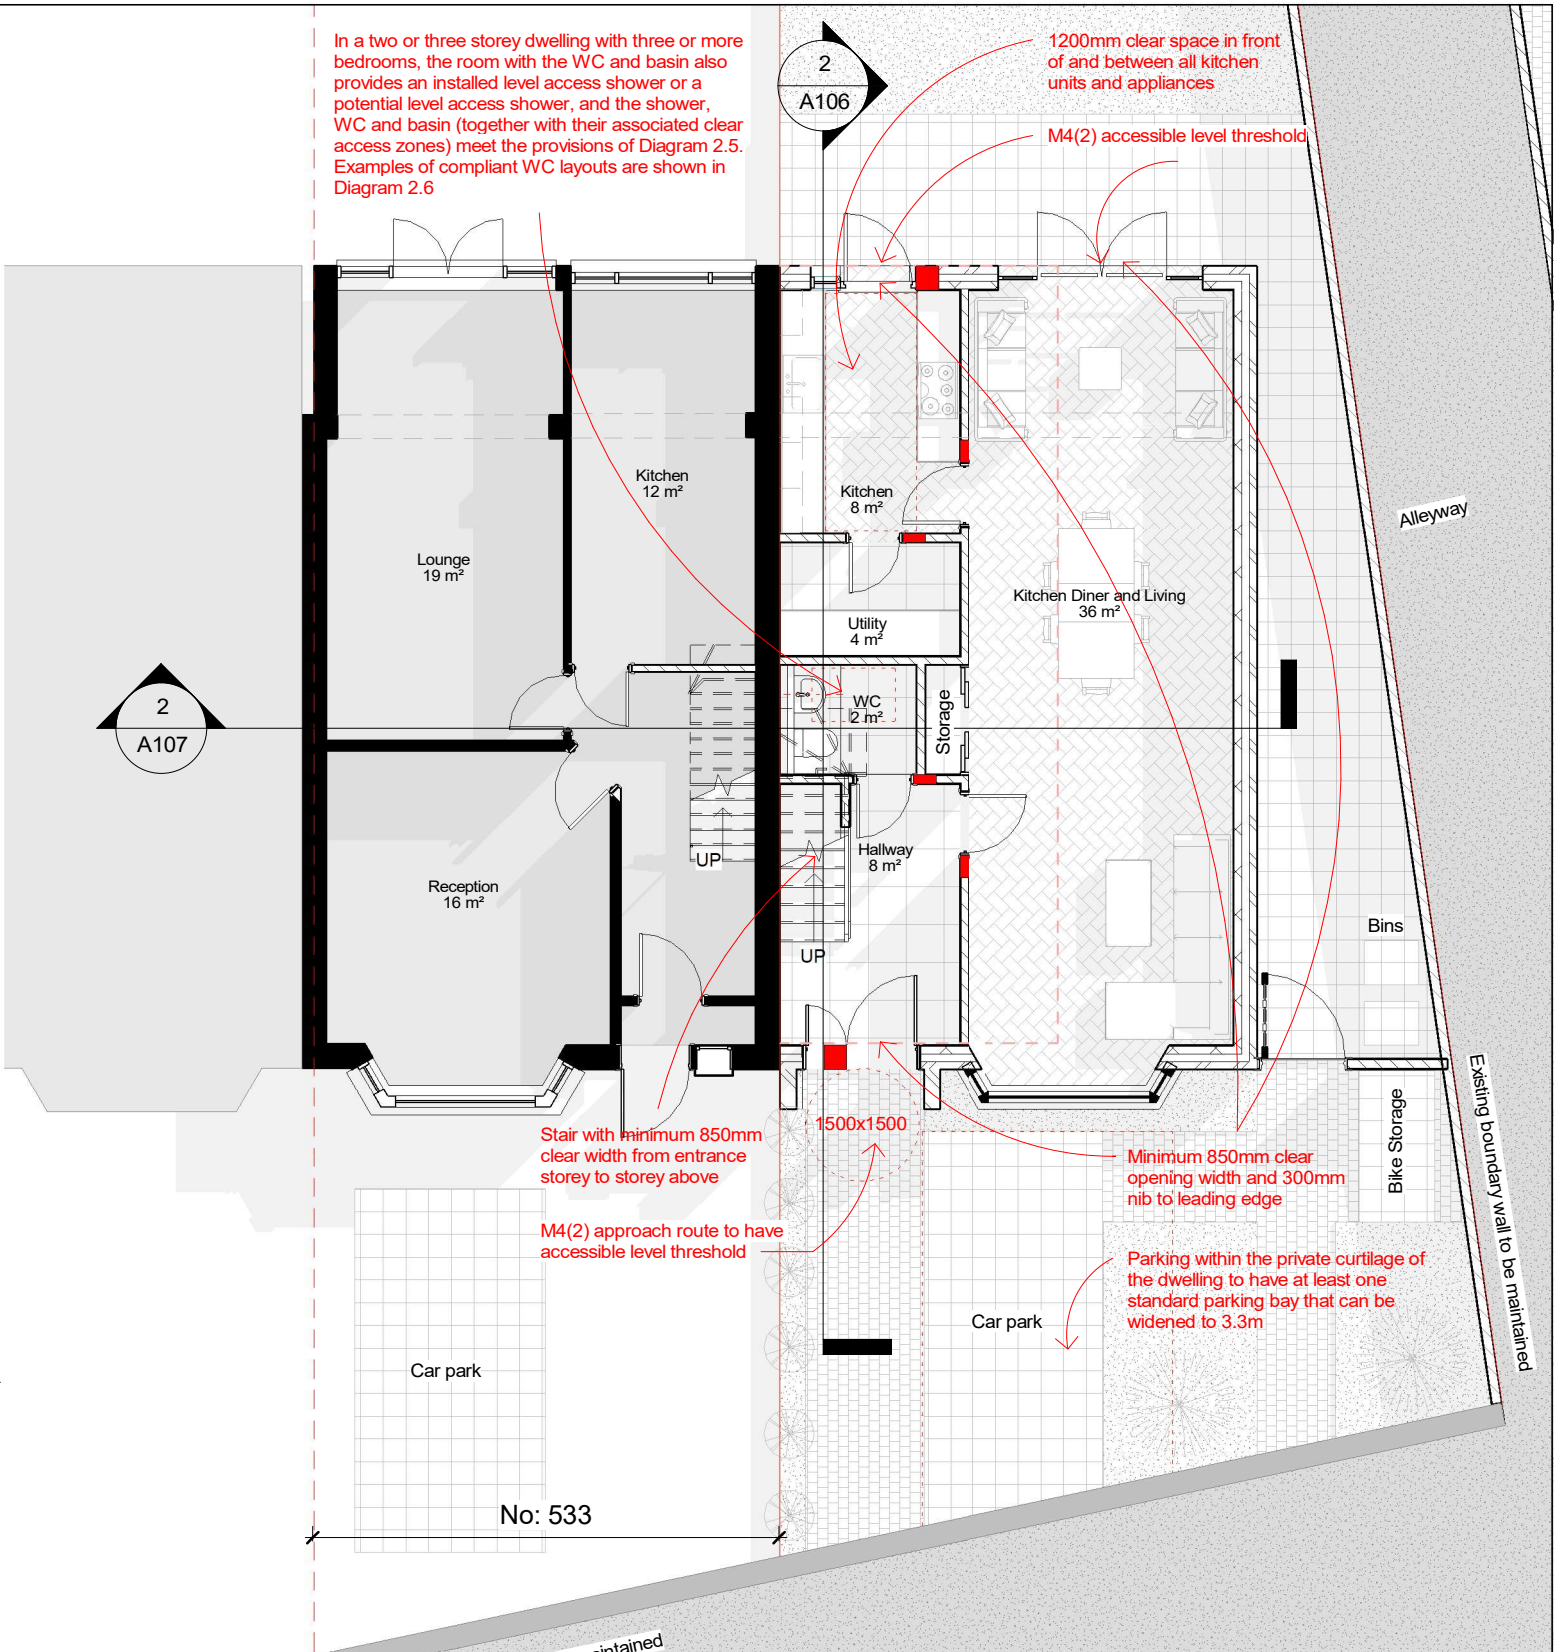 In a two or three storey dwelling with three or more
bedrooms, the room with the WC and basin also
provides an installed level access shower or a
potential level access shower, and the shower,
WC and basin (together with their associated clear
access zones) meet the provisions of Diagram 2.5.
Examples of compliant WC layouts are shown in
Diagram 2.6
2
A106
1200mm clear space in front
of and between all kitchen
units and appliances
M4(2) accessible level threshold
Kitchen
12 m²
Kitchen
8 m²
Alleyway
Lounge
19 m²
Kitchen Diner and Living
36 m²
Utility
4 m²
2
A107
WC
2 m²
Storage
UP
Hallway
8 m²
Reception
16 m²
UP
Bins
1500x1500
Stair with minimum 850mm
clear width from entrance
storey to storey above
Minimum 850mm clear
opening width and 300mm
nib to leading edge
Bike Storage
Existing boundary wall to be maintained
M4(2) approach route to have
accessible level threshold
Parking within the private curtilage of
the dwelling to have at least one
standard parking bay that can be
widened to 3.3m
Car park
Car park
No: 533